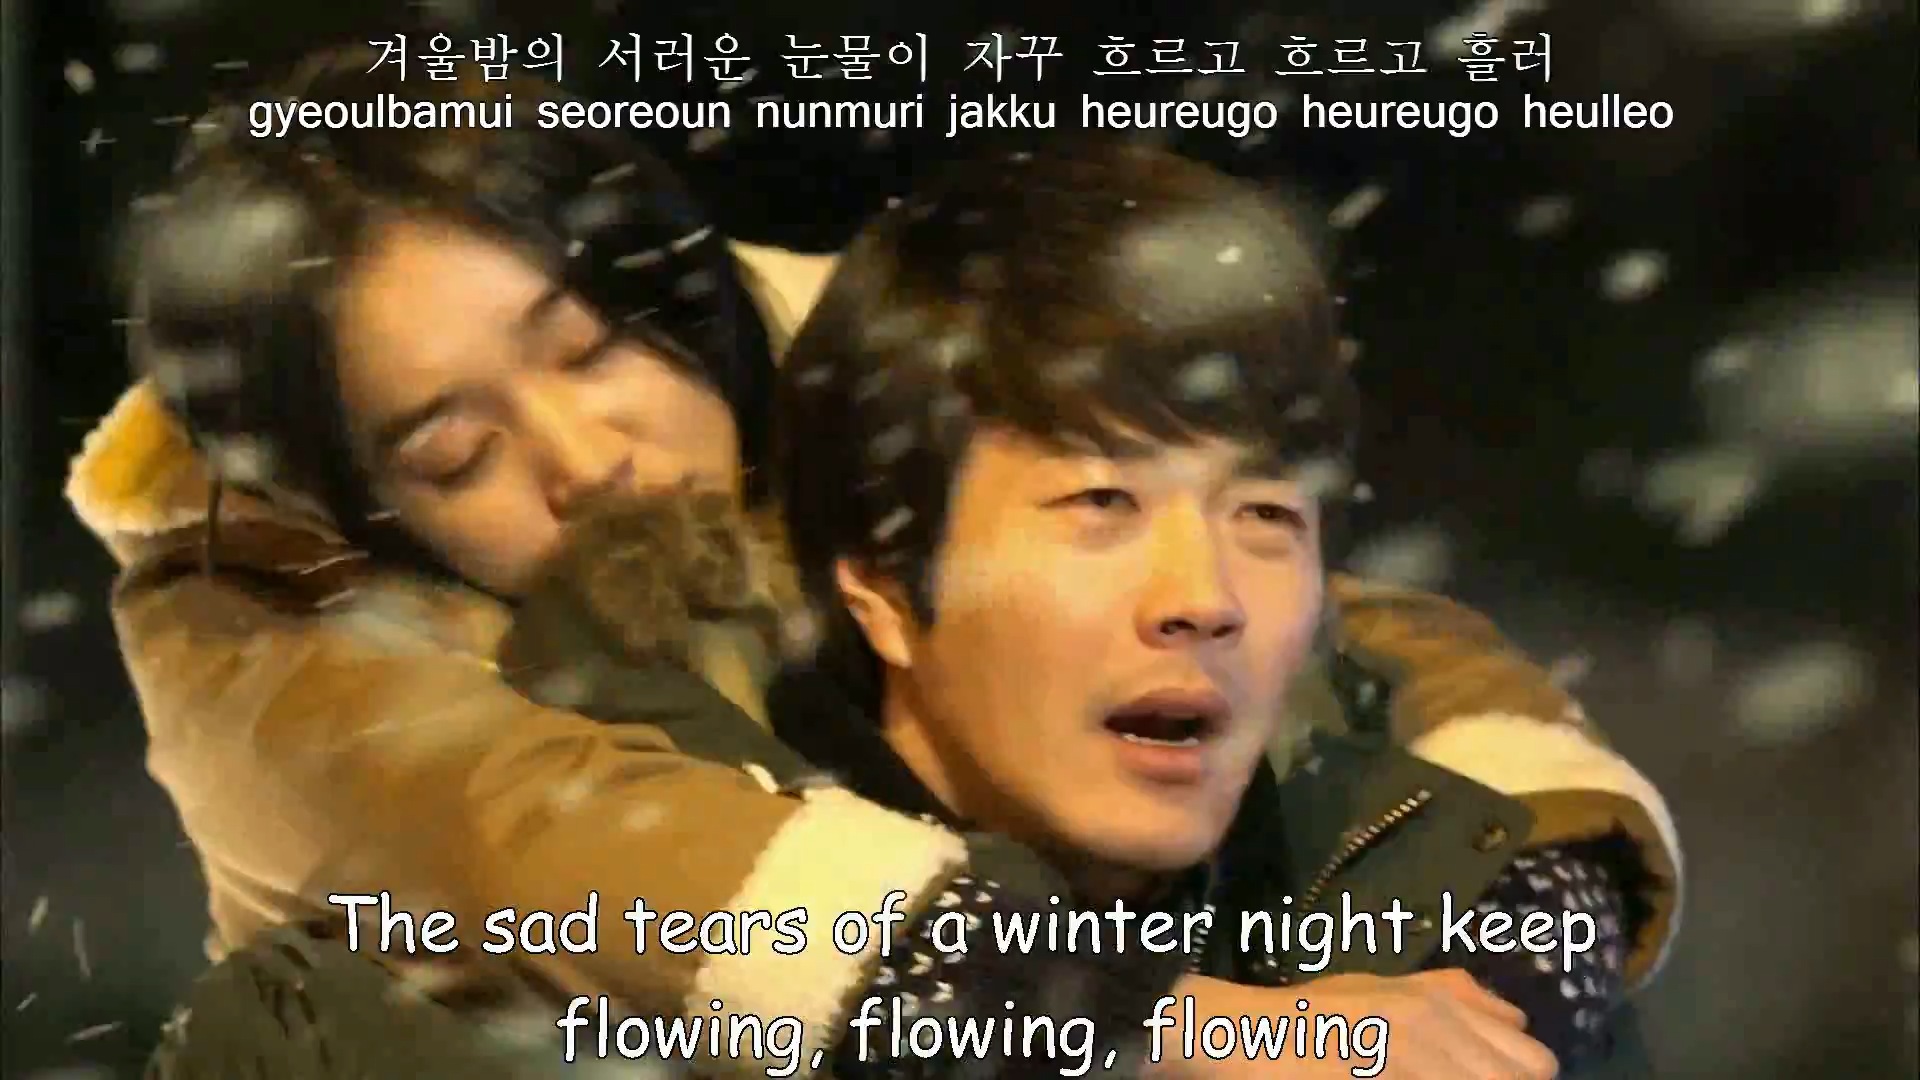 겨울밤의 서러운 눈물이 자꾸 흐르고 흐르고 흘러
gyeoulbamui seoreoun nunmuri jakku heureugo heureugo heulleo
The sad tears of a winter night keep
flowing, flowing, flowing